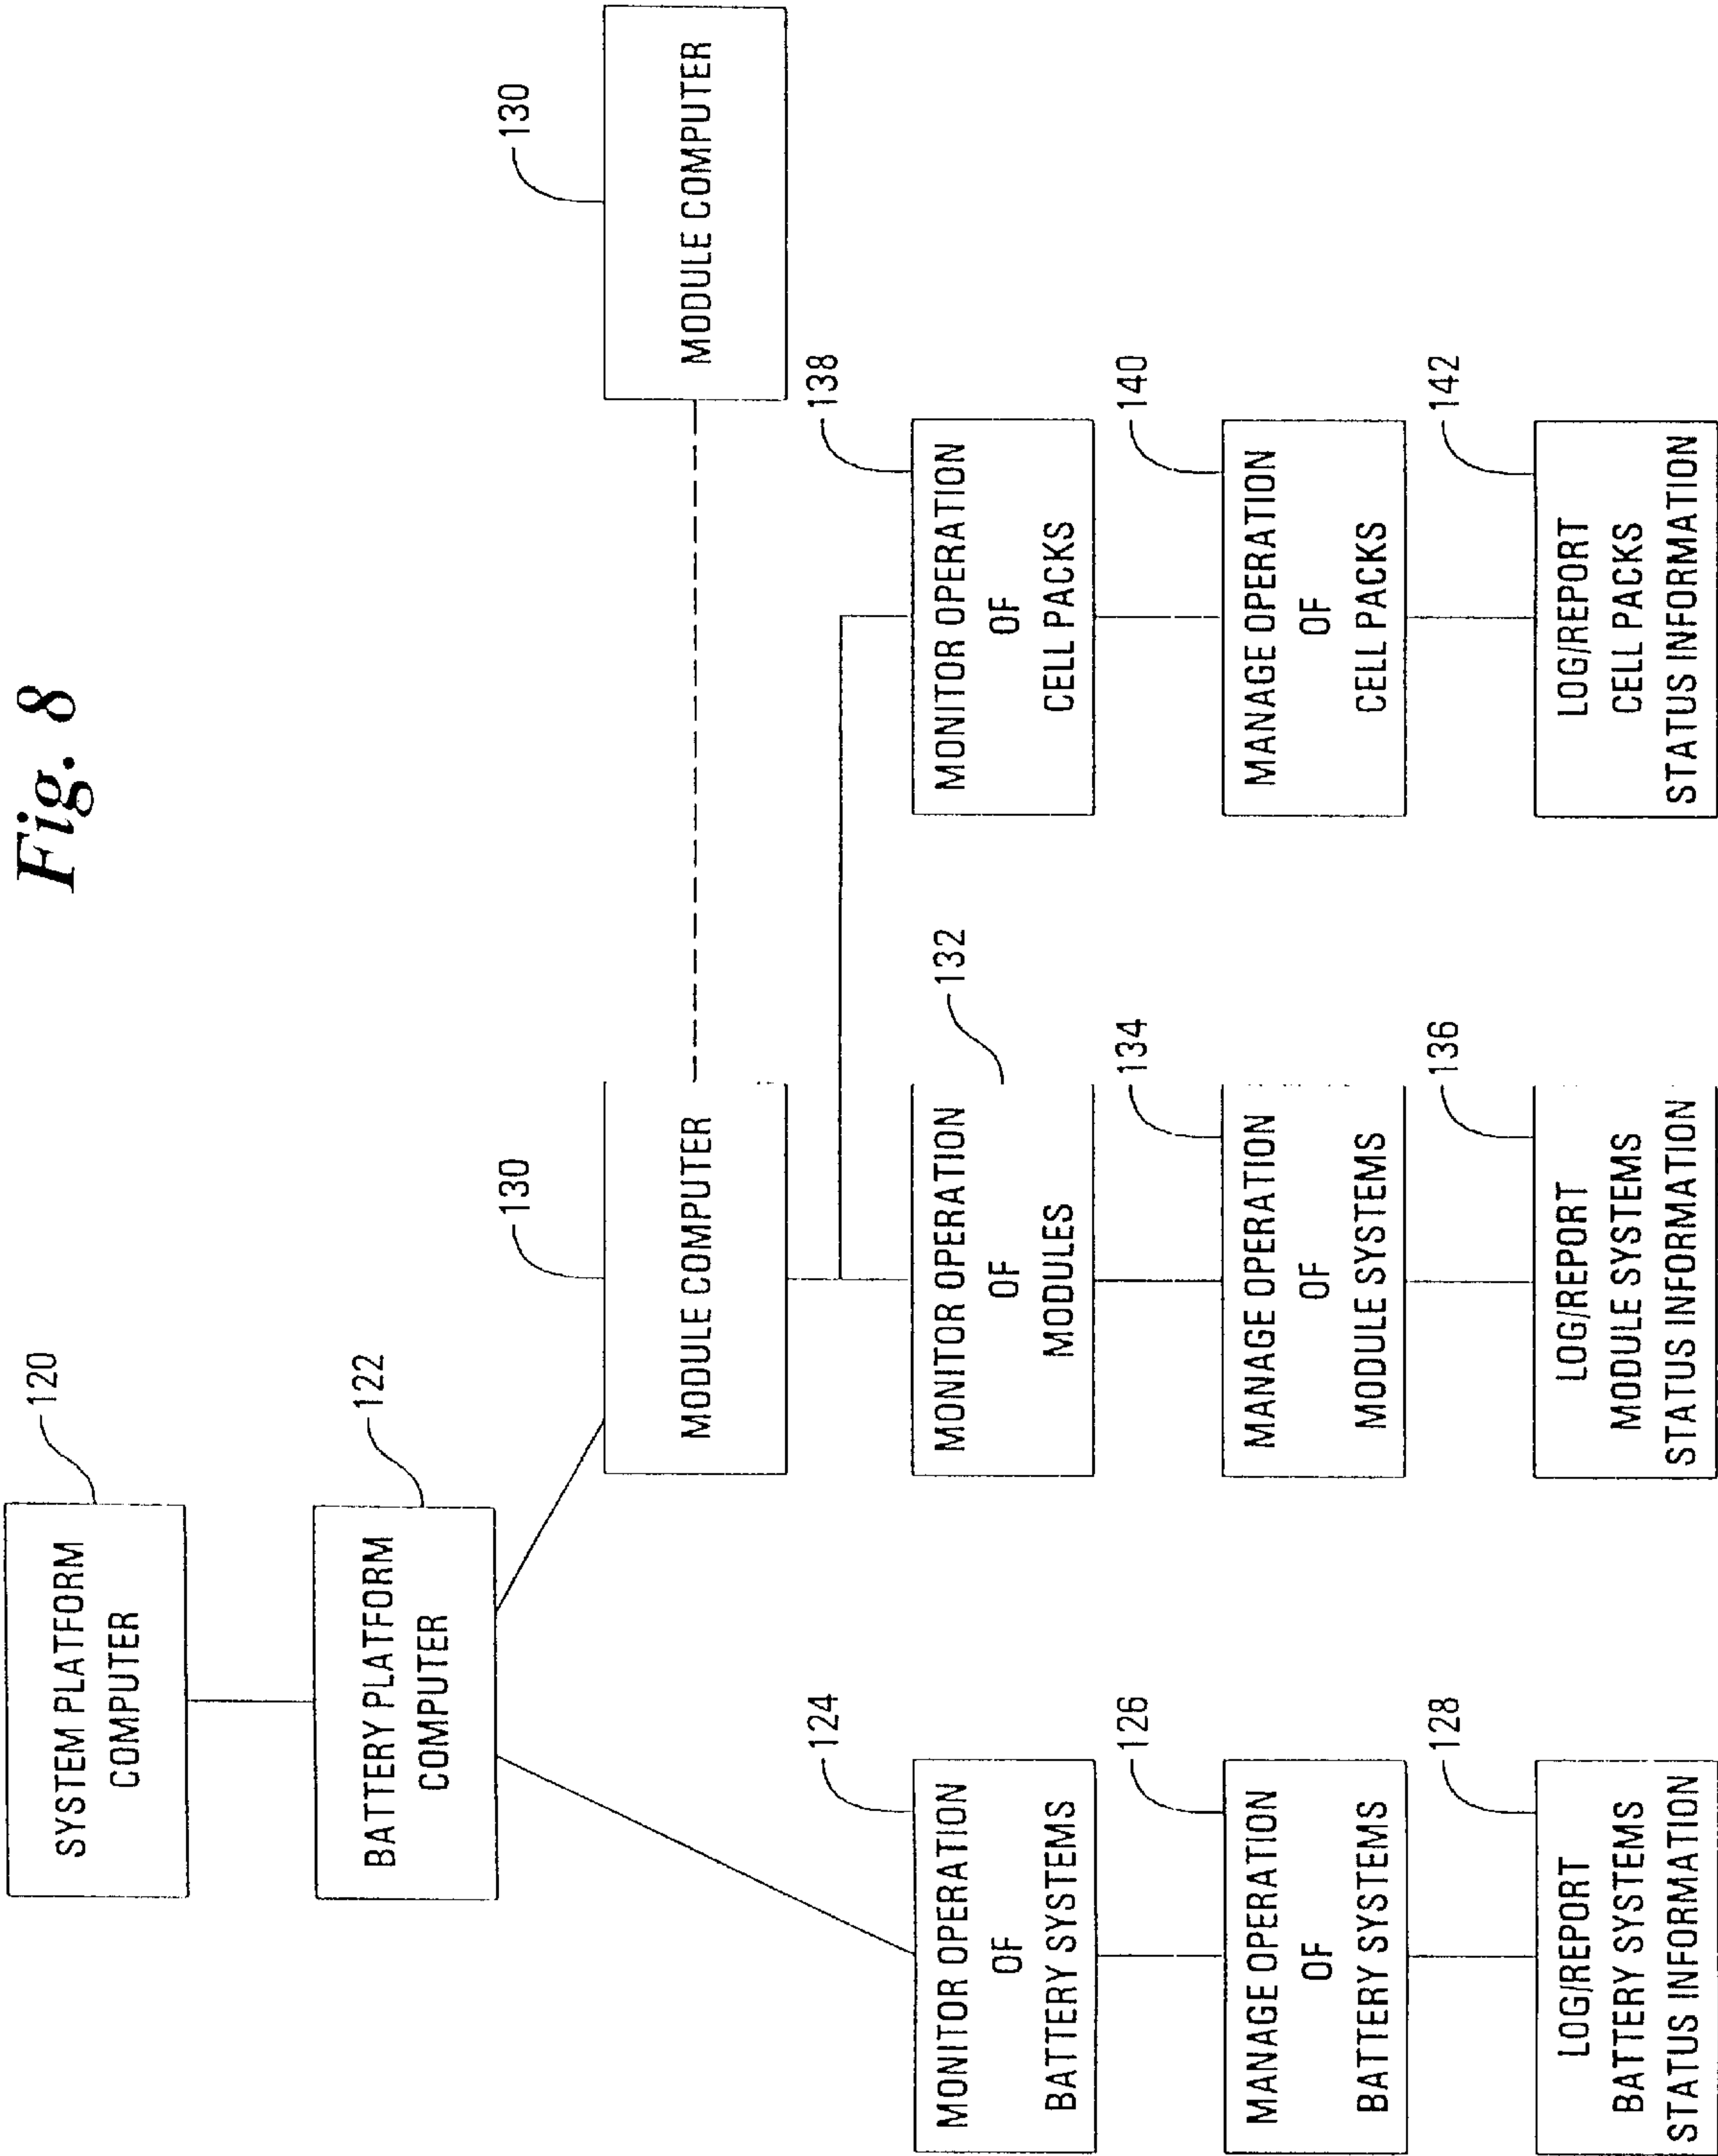 Fig. 8
120
SYSTEM PLATFORM
COMPUTER
122
BATTERY PLATFORM
COMPUTER
130
MODULE COMPUTER
130
MODULE COMPUTER
124
MONITOR OPERATION
OF
BATTERY SYSTEMS
126
MANAGE OPERATION
OF
BATTERY SYSTEMS
128
LOG/REPORT
BATTERY SYSTEMS
STATUS INFORMATION
132
MONITOR OPERATION
OF
MODULES
134
MANAGE OPERATION
OF
MODULE SYSTEMS
136
LOG/REPORT
MODULE SYSTEMS
STATUS INFORMATION
138
MONITOR OPERATION
OF
CELL PACKS
140
MANAGE OPERATION
OF
CELL PACKS
142
LOG/REPORT
CELL PACKS
STATUS INFORMATION